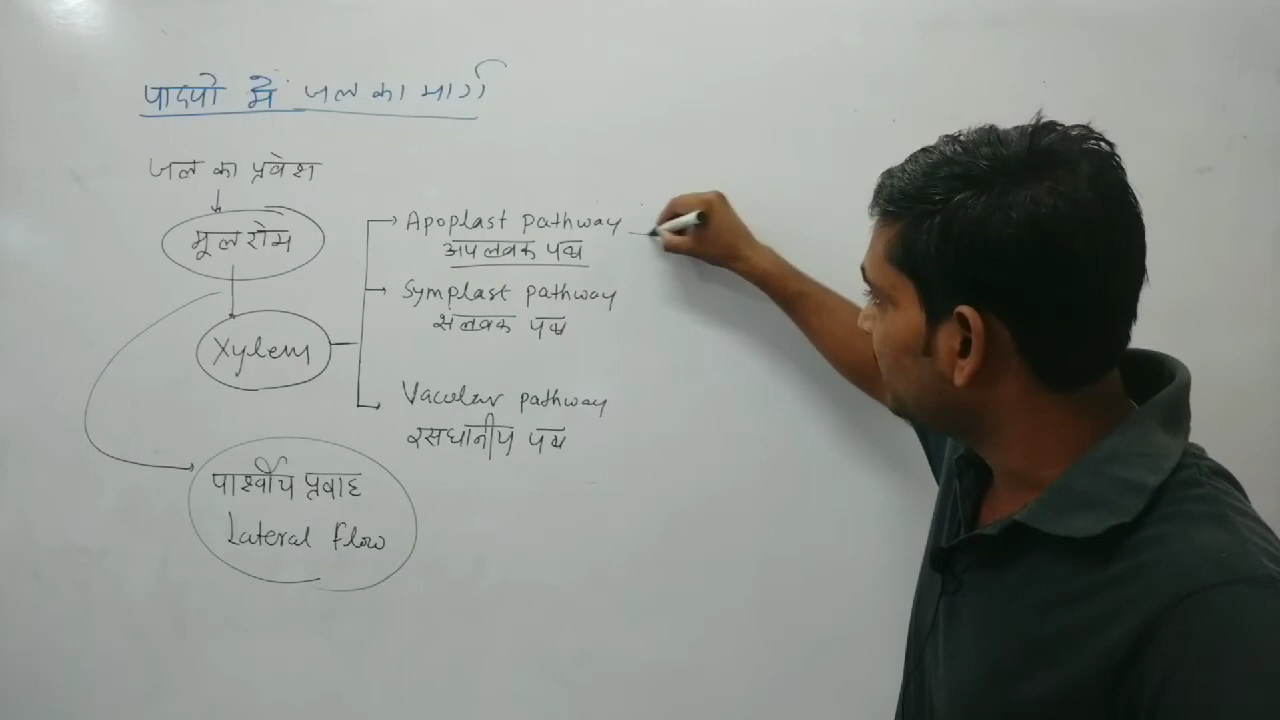 पादपो में जल का मार्ग
जल का प्रवेश
मूल रोम
Xylem
Apoplast pathway
अपलवक पथ
Symplast pathway
संलवक पथ
Vacular pathway
रसधानीय पथ
पार्श्वीय प्रवाह
Lateral flow